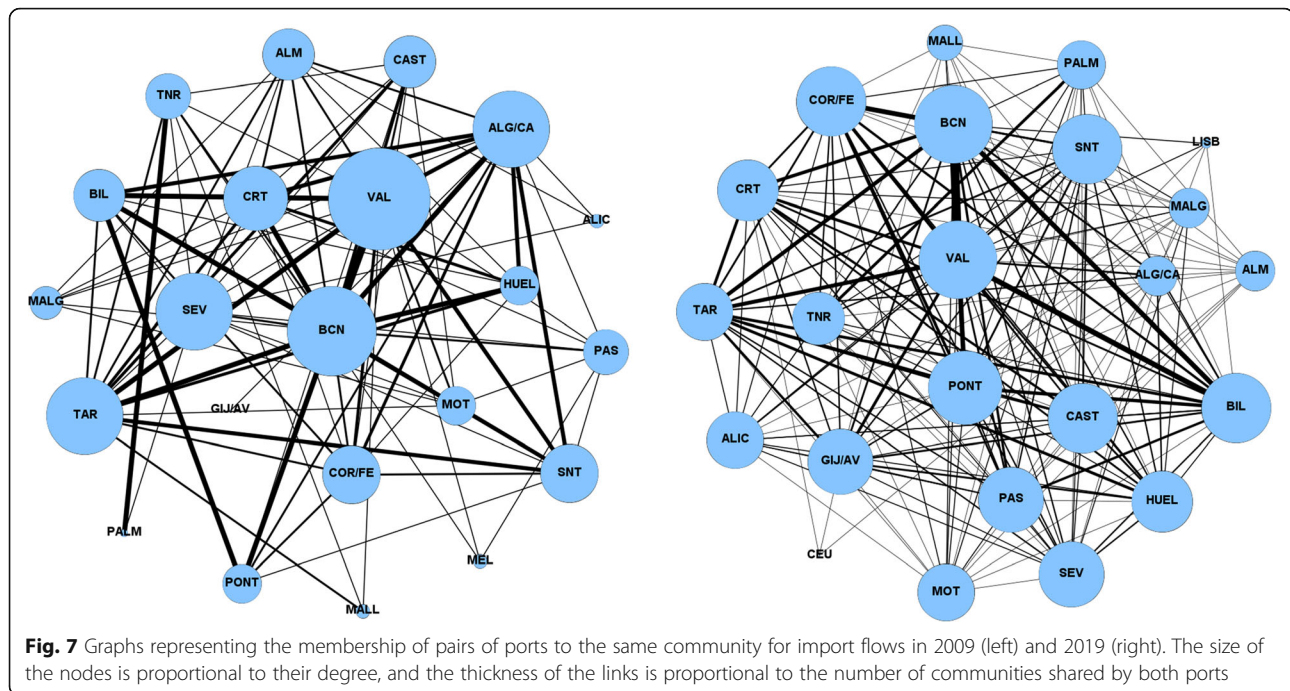 ALM
CAST
TNR
ALG/CA
BIL
CRT
VAL
ALIC
MALG
SEV
BCN
HUEL
PAS
TAR
GIJ/AV
MOT
COR/FE
SNT
PALM
PONT
MEL
MALL
MALL
PALM
COR/FE
BCN
SNT
LISB
CRT
MALG
VAL
ALG/CA
ALM
TAR
TNR
PONT
CAST
BIL
ALIC
GIJ/AV
PAS
HUEL
CEU
SEV
MOT
Fig. 7 Graphs representing the membership of pairs of ports to the same community for import flows in 2009 (left) and 2019 (right). The size of
the nodes is proportional to their degree, and the thickness of the links is proportional to the number of communities shared by both ports